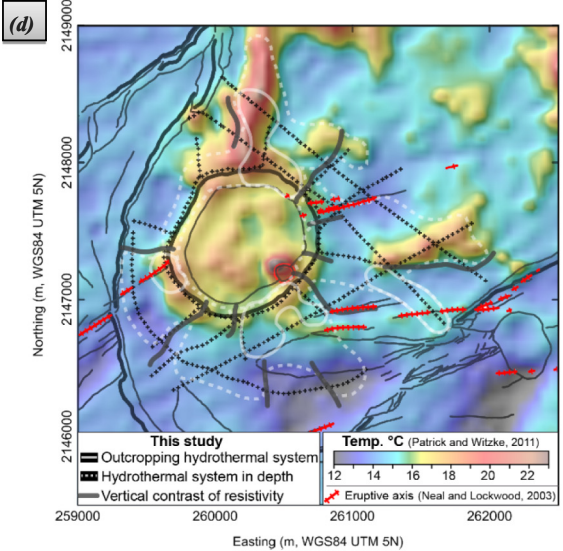 (d)
2149000
2148000
2147000
2146000
Northing (m, WGS84 UTM 5N)
This study
Outcropping hydrothermal system
Hydrothermal system in depth
Vertical contrast of resistivity
Temp. °C (Patrick and Witzke, 2011)
12 14 16 18 20 22
Eruptive axis (Neal and Lockwood, 2003)
259000 260000 261000 262000
Easting (m, WGS84 UTM 5N)